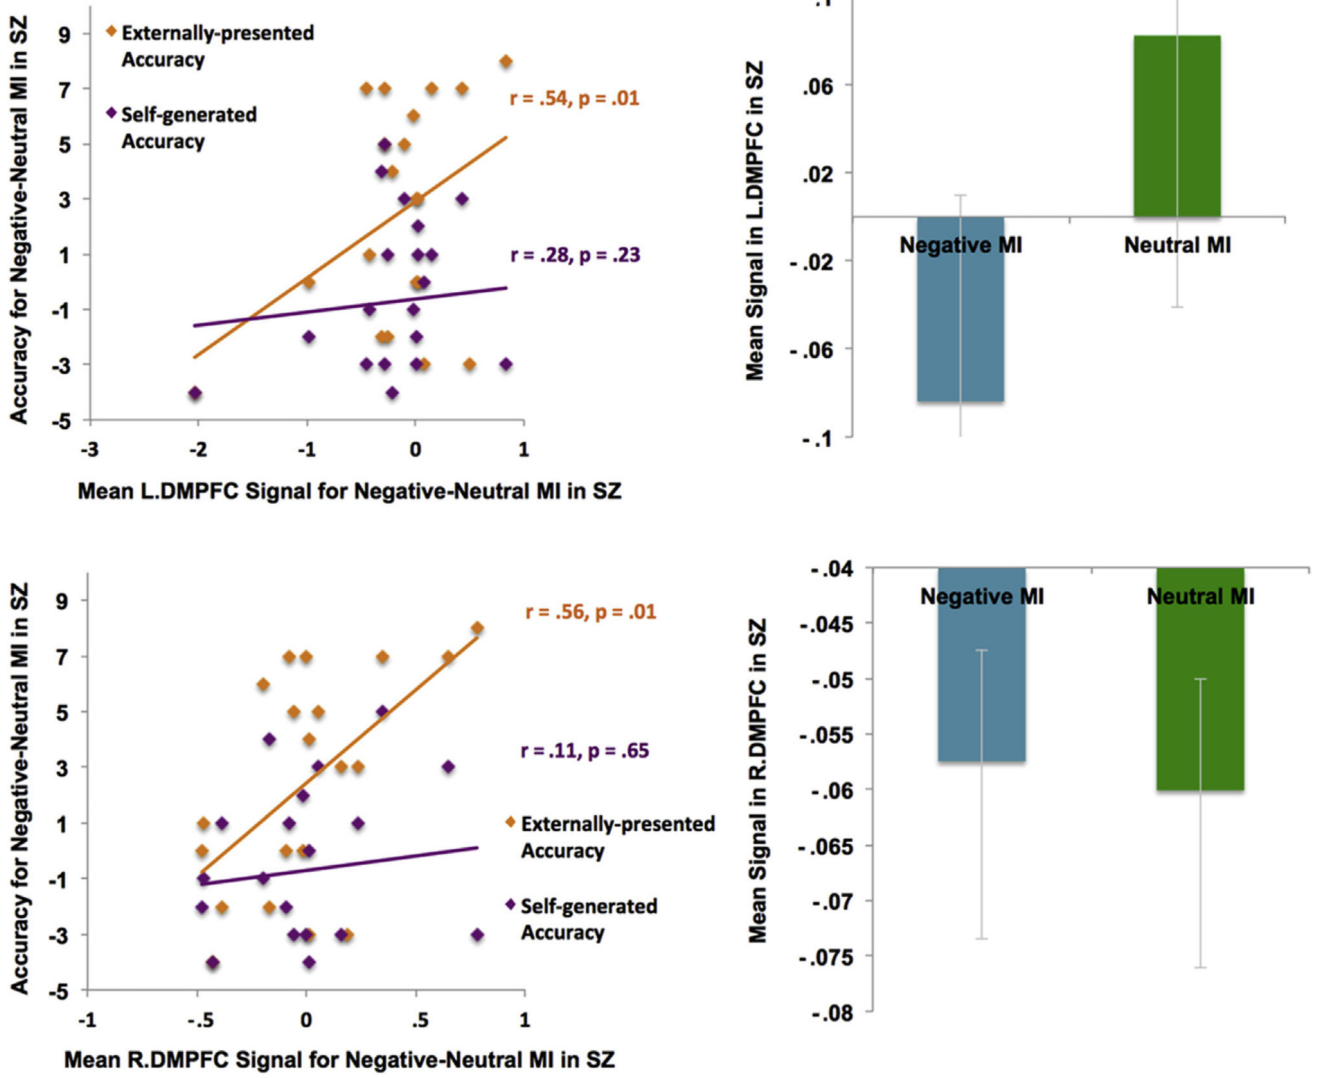 Accuracy for Negative-Neutral MI in SZ
9
7
5
3
1
-1
-3
-5
-3
-2
-1
0
1
Externally-presented
Accuracy
Self-generated
Accuracy
r = .54, p = .01
r = .28, p = .23
Mean L.DMPFC Signal for Negative-Neutral MI in SZ
Mean Signal in L.DMPFC in SZ
.1
.06
.02
-.02
-.06
-.1
Negative MI
Neutral MI
Accuracy for Negative-Neutral MI in SZ
9
7
5
3
1
-1
-3
-5
-1
-.5
0
.5
1
r = .56, p = .01
r = .11, p = .65
Externally-presented
Accuracy
Self-generated
Accuracy
Mean R.DMPFC Signal for Negative-Neutral MI in SZ
Mean Signal in R.DMPFC in SZ
-.04
-.045
-.05
-.055
-.06
-.065
-.07
-.075
-.08
Negative MI
Neutral MI